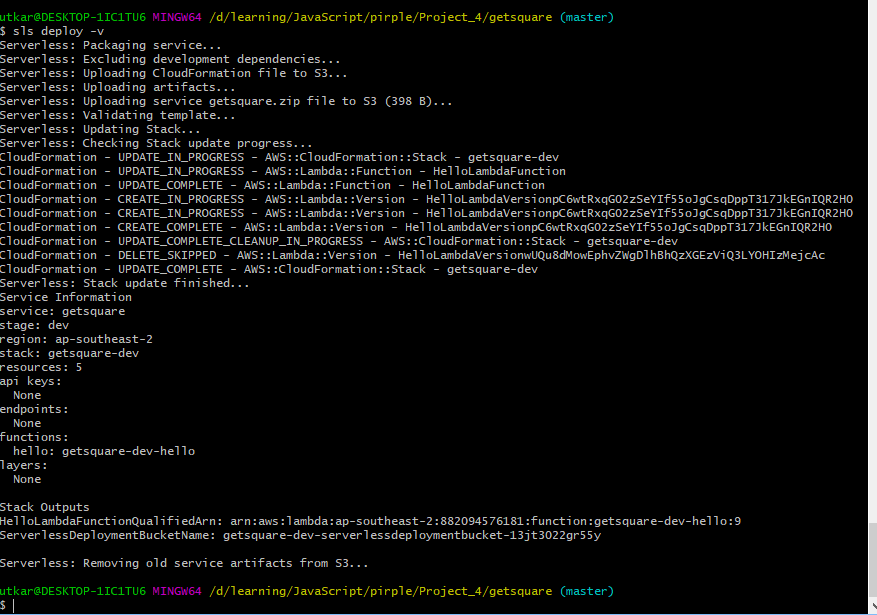 utkar@DESKTOP-1IC1TU6 MINGW64 /d/learning/JavaScript/pirple/Project_4/getsquare (master)
$ sls deploy -v
Serverless: Packaging service...
Serverless: Excluding development dependencies...
Serverless: Uploading CloudFormation file to S3...
Serverless: Uploading artifacts...
Serverless: Uploading service getsquare.zip file to S3 (398 B)...
Serverless: Validating template...
Serverless: Updating Stack...
Serverless: Checking Stack update progress...
CloudFormation - UPDATE_IN_PROGRESS - AWS::CloudFormation::Stack - getsquare-dev
CloudFormation - UPDATE_IN_PROGRESS - AWS::Lambda::Function - HelloLambdaFunction
CloudFormation - UPDATE_COMPLETE - AWS::Lambda::Function - HelloLambdaFunction
CloudFormation - CREATE_IN_PROGRESS - AWS::Lambda::Version - HelloLambdaVersionpC6wtRxqGO2zSeYIf55oJgCsqDppT317JkEGnIQR2HO
CloudFormation - CREATE_IN_PROGRESS - AWS::Lambda::Version - HelloLambdaVersionpC6wtRxqGO2zSeYIf55oJgCsqDppT317JkEGnIQR2HO
CloudFormation - CREATE_COMPLETE - AWS::Lambda::Version - HelloLambdaVersionpC6wtRxqGO2zSeYIf55oJgCsqDppT317JkEGnIQR2HO
CloudFormation - UPDATE_COMPLETE_CLEANUP_IN_PROGRESS - AWS::CloudFormation::Stack - getsquare-dev
CloudFormation - DELETE_SKIPPED - AWS::Lambda::Version - HelloLambdaVersionwUQu8dMowEphvZWgDlhBhQzXGEzViQ3LYOHIzMejcAc
CloudFormation - UPDATE_COMPLETE - AWS::CloudFormation::Stack - getsquare-dev
Serverless: Stack update finished...
Service Information
service: getsquare
stage: dev
region: ap-southeast-2
stack: getsquare-dev
resources: 5
api keys:
  None
endpoints:
  None
functions:
  hello: getsquare-dev-hello
layers:
  None

Stack Outputs
HelloLambdaFunctionQualifiedArn: arn:aws:lambda:ap-southeast-2:882094576181:function:getsquare-dev-hello:9
ServerlessDeploymentBucketName: getsquare-dev-serverlessdeploymentbucket-13jt3022gr55y

Serverless: Removing old service artifacts from S3...

utkar@DESKTOP-1IC1TU6 MINGW64 /d/learning/JavaScript/pirple/Project_4/getsquare (master)
$